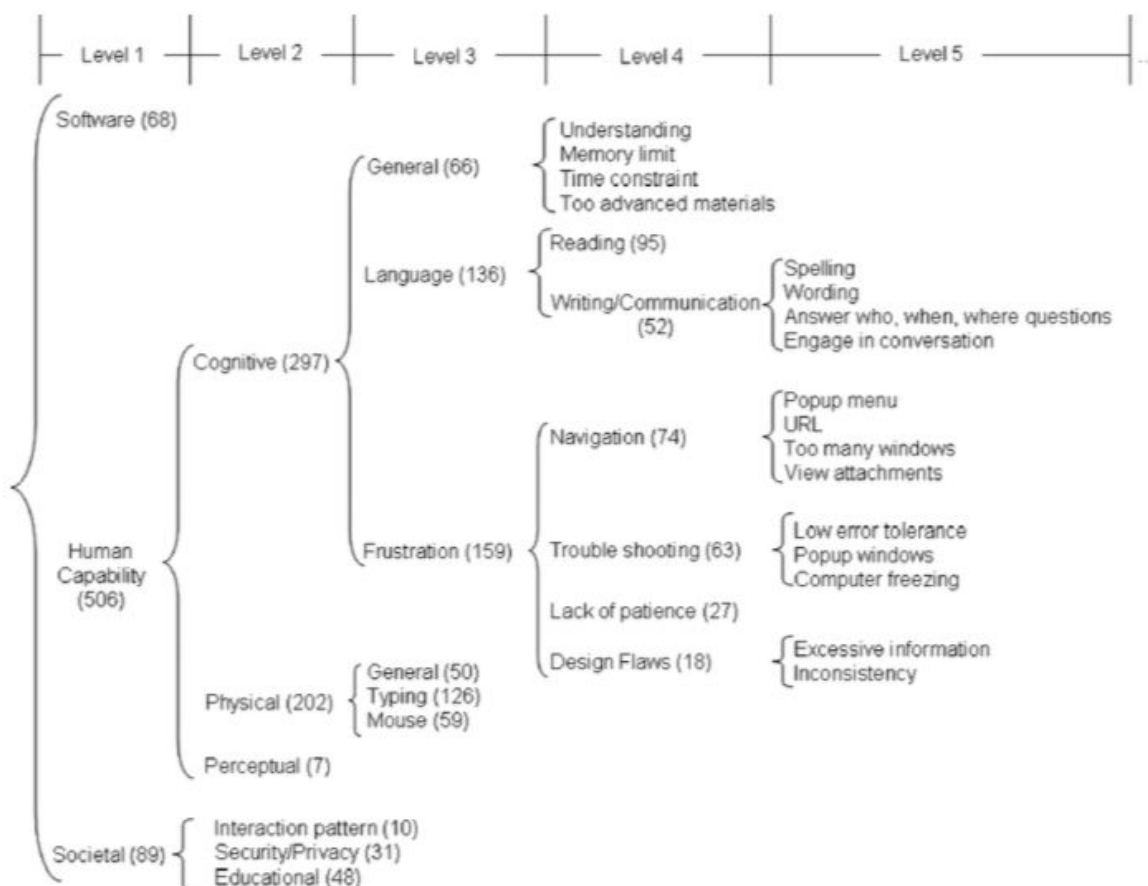 Level 1 Level 2 Level 3 Level 4 Level 5
Software (68)
General (66)
Understanding
Memory limit
Time constraint
Too advanced materials
Language (136)
Reading (95)
Writing/Communication
(52)
Spelling
Wording
Answer who, when, where questions
Engage in conversation
Cognitive (297)
Navigation (74)
Popup menu
URL
Too many windows
View attachments
Human
Capability
(506)
Frustration (159)
Trouble shooting (63)
Low error tolerance
Popup windows
Computer freezing
Lack of patience (27)
Design Flaws (18)
Excessive information
Inconsistency
Physical (202)
General (50)
Typing (126)
Mouse (59)
Perceptual (7)
Societal (89)
Interaction pattern (10)
Security/Privacy (31)
Educational (48)